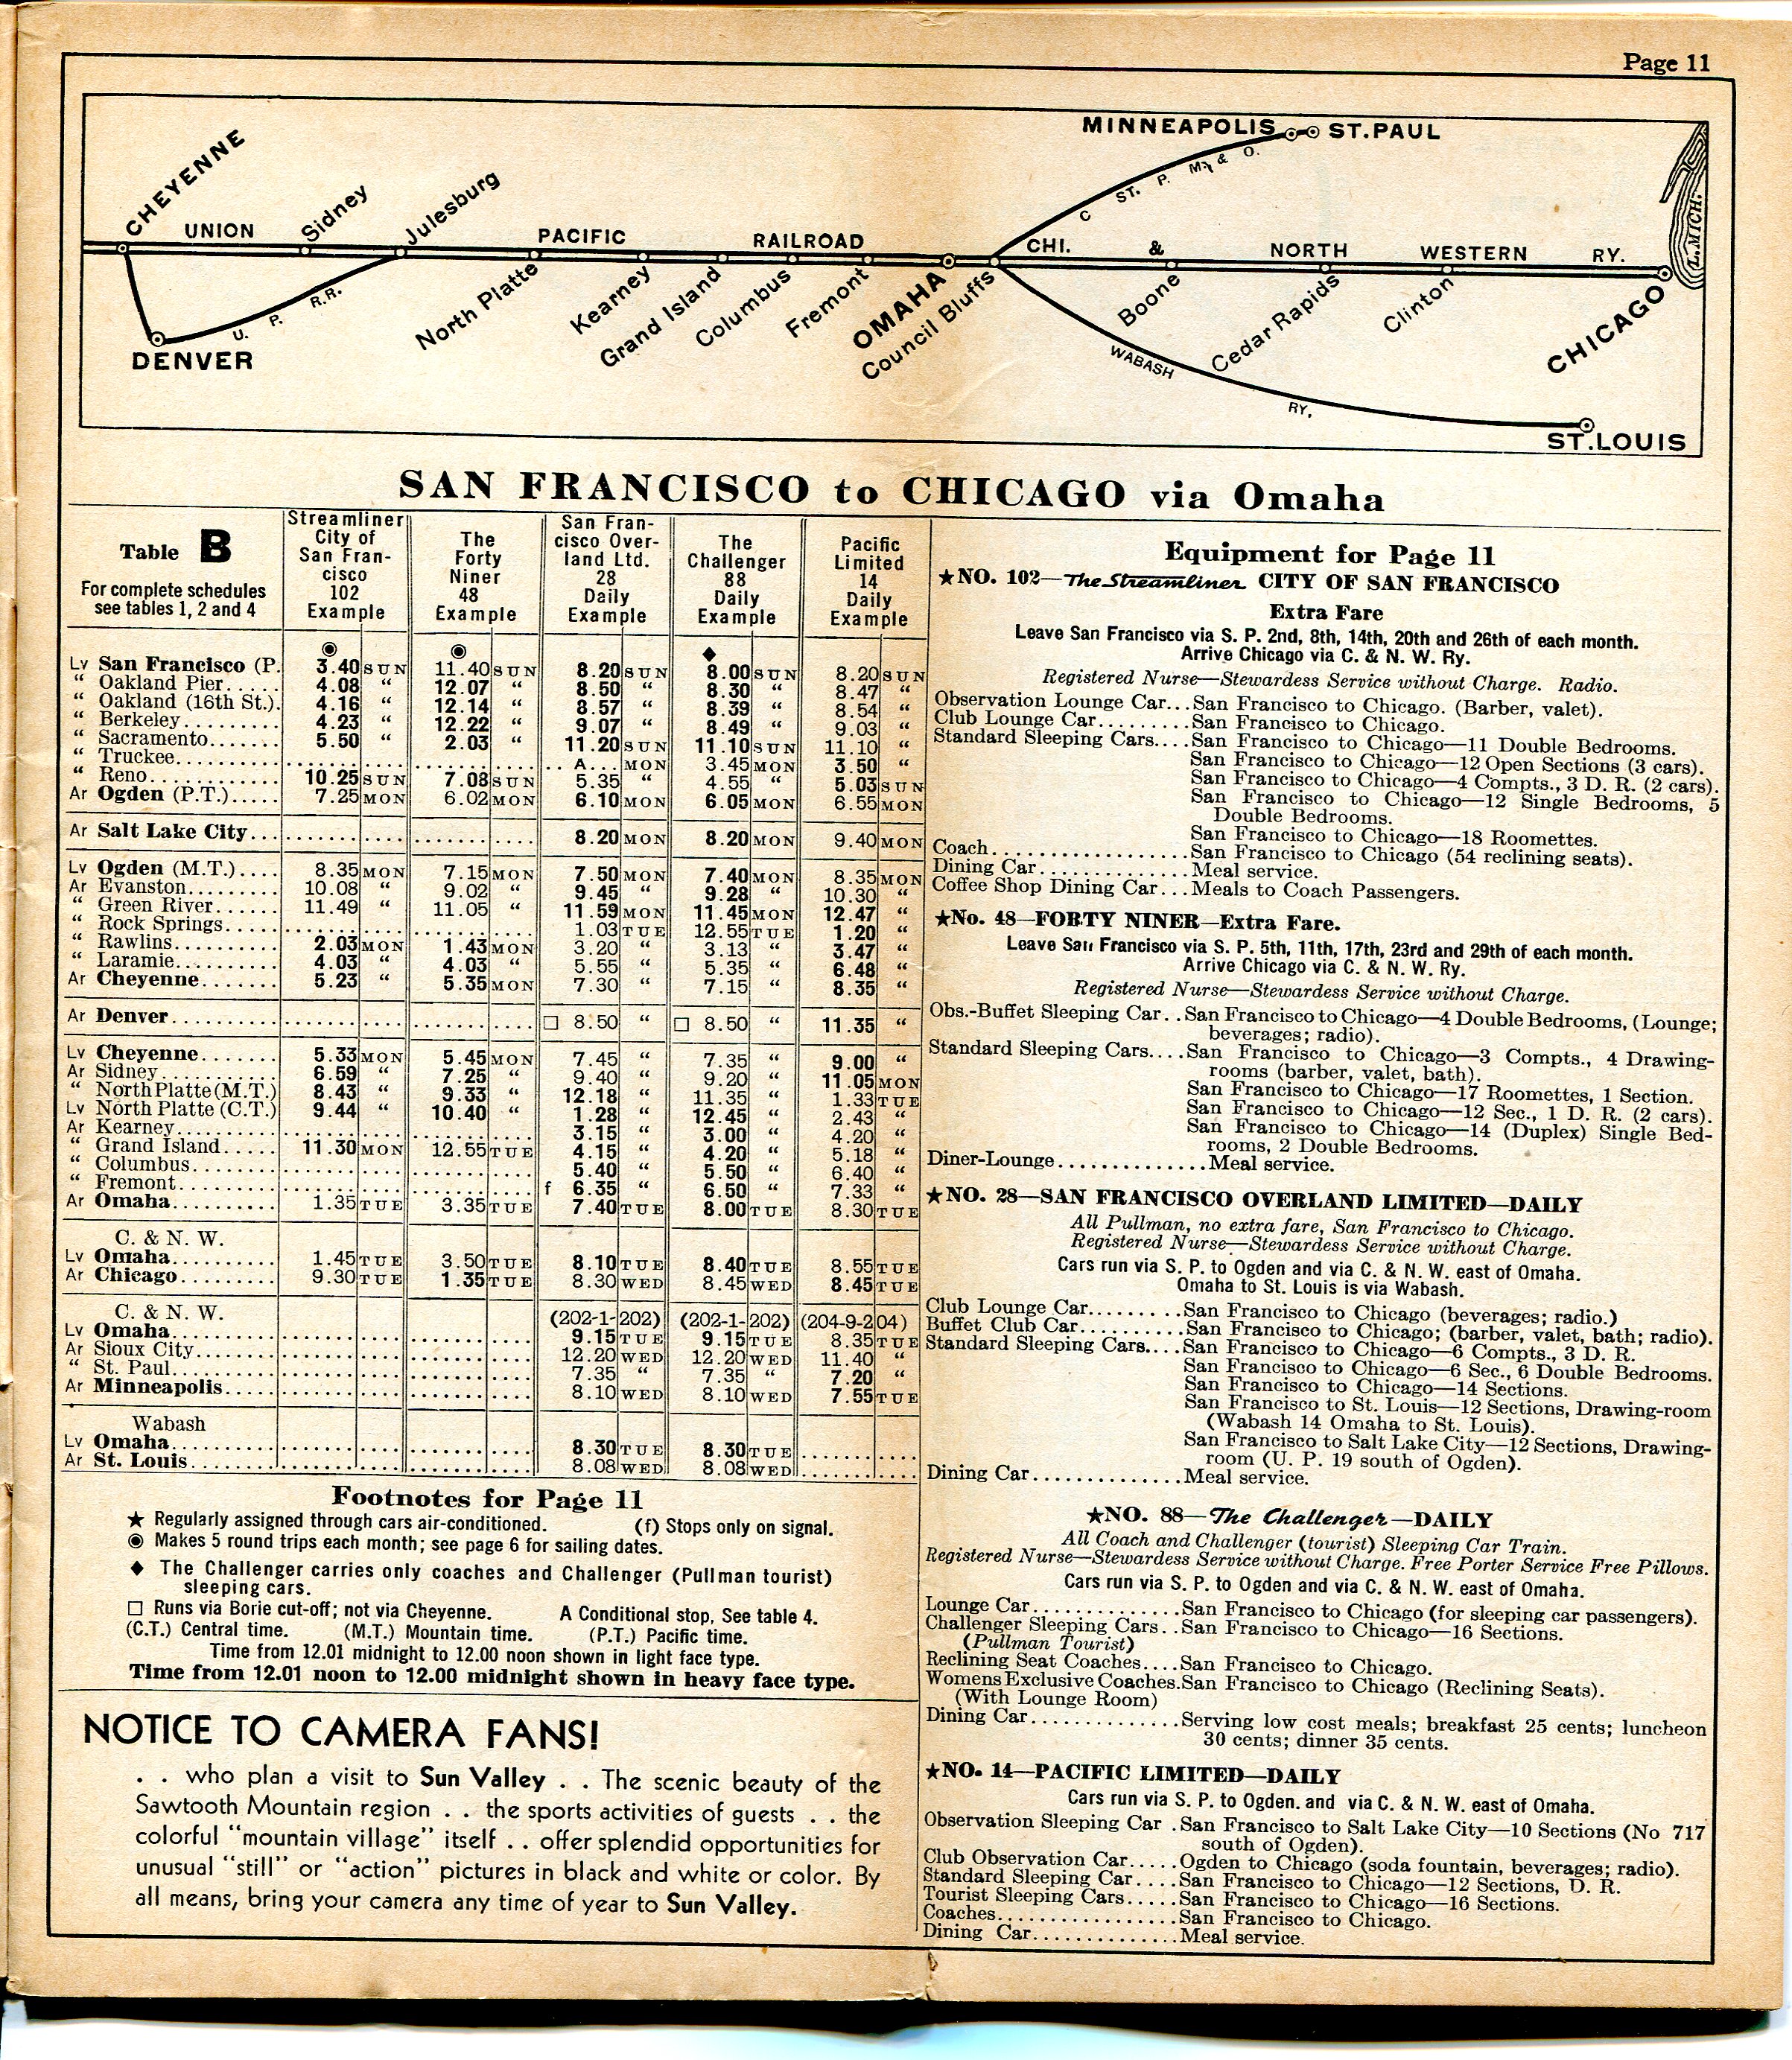 Page 11
MINNEAPOLIS ST. PAUL
C ST. P. M. & O.
CHEYENNE
UNION Sidney Julesburg PACIFIC RAILROAD CHI. & NORTH WESTERN RY.
L. MICH.
U. P. R.R.
DENVER
North Platte Kearney Grand Island Columbus Fremont OMAHA Council Bluffs Boone Cedar Rapids Clinton CHICAGO
WABASH RY.
ST. LOUIS
SAN FRANCISCO to CHICAGO via Omaha
Table B
For complete schedules
see tables 1, 2 and 4
Streamliner City of San Fran-cisco 102 Example
The Forty Niner 48 Example
San Fran-cisco Over-land Ltd. 28 Daily Example
The Challenger 88 Daily Example
Pacific Limited 14 Daily Example
◉ ◉ ♦
Lv San Francisco (P. 3.40 SUN 11.40 SUN 8.20 SUN 8.00 SUN 8.20 SUN
“ Oakland Pier...... 4.08 “ 12.07 “ 8.50 “ 8.30 “ 8.47 “
“ Oakland (16th St.). 4.16 “ 12.14 “ 8.57 “ 8.39 “ 8.54 “
“ Berkeley......... 4.23 “ 12.22 “ 9.07 “ 8.49 “ 9.03 “
“ Sacramento....... 5.50 “ 2.03 “ 11.20 SUN 11.10 SUN 11.10 “
“ Truckee.......... ........ ........ A... MON 3.45 MON 3.50 “
“ Reno............ 10.25 SUN 7.08 SUN 5.35 “ 4.55 “ 5.03 SUN
Ar Ogden (P.T.)..... 7.25 MON 6.02 MON 6.10 MON 6.05 MON 6.55 MON
Ar Salt Lake City... ........ ........ 8.20 MON 8.20 MON 9.40 MON
Lv Ogden (M.T.).... 8.35 MON 7.15 MON 7.50 MON 7.40 MON 8.35 MON
Ar Evanston......... 10.08 “ 9.02 “ 9.45 “ 9.28 “ 10.30 “
“ Green River...... 11.49 “ 11.05 “ 11.59 MON 11.45 MON 12.47 “
“ Rock Springs..... ........ ........ 1.03 TUE 12.55 TUE 1.20 “
“ Rawlins.......... 2.03 MON 1.43 MON 3.20 “ 3.13 “ 3.47 “
“ Laramie.......... 4.03 “ 4.03 “ 5.55 “ 5.35 “ 6.48 “
Ar Cheyenne....... 5.23 “ 5.35 MON 7.30 “ 7.15 “ 8.35 “
Ar Denver.......... ........ ........ □ 8.50 “ □ 8.50 “ 11.35 “
Lv Cheyenne....... 5.33 MON 5.45 MON 7.45 “ 7.35 “ 9.00 “
Ar Sidney.......... 6.59 “ 7.25 “ 9.40 “ 9.20 “ 11.05 MON
“ North Platte (M.T.) 8.43 “ 9.33 “ 12.18 “ 11.35 “ 1.33 TUE
Lv North Platte (C.T.) 9.44 “ 10.40 “ 1.28 “ 12.45 “ 2.43 “
Ar Kearney.......... ........ ........ 3.15 “ 3.00 “ 4.20 “
“ Grand Island..... 11.30 MON 12.55 TUE 4.15 “ 4.20 “ 5.18 “
“ Columbus........ ........ ........ 5.40 “ 5.50 “ 6.40 “
“ Fremont.......... ........ ........ f 6.35 “ 6.50 “ 7.33 “
Ar Omaha.......... 1.35 TUE 3.35 TUE 7.40 TUE 8.00 TUE 8.30 TUE
C. & N. W.
Lv Omaha.......... 1.45 TUE 3.50 TUE 8.10 TUE 8.40 TUE 8.55 TUE
Ar Chicago......... 9.30 TUE 1.35 TUE 8.30 WED 8.45 WED 8.45 TUE
C. & N. W. (202-1-202) (202-1-202) (204-9-204)
Lv Omaha.......... ........ ........ 9.15 TUE 9.15 TUE 8.35 TUE
Ar Sioux City........ ........ ........ 12.20 WED 12.20 WED 11.40 “
“ St. Paul.......... ........ ........ 7.35 “ 7.35 “ 7.20 “
Ar Minneapolis..... ........ ........ 8.10 WED 8.10 WED 7.55 TUE
Wabash
Lv Omaha.......... ........ ........ 8.30 TUE 8.30 TUE ........
Ar St. Louis........ ........ ........ 8.08 WED 8.08 WED ........
Footnotes for Page 11
★ Regularly assigned through cars air-conditioned. (f) Stops only on signal.
◉ Makes 5 round trips each month; see page 6 for sailing dates.
♦ The Challenger carries only coaches and Challenger (Pullman tourist)
sleeping cars.
□ Runs via Borie cut-off; not via Cheyenne. A Conditional stop, See table 4.
(C.T.) Central time. (M.T.) Mountain time. (P.T.) Pacific time.
Time from 12.01 midnight to 12.00 noon shown in light face type.
Time from 12.01 noon to 12.00 midnight shown in heavy face type.
NOTICE TO CAMERA FANS!
. . who plan a visit to Sun Valley . . The scenic beauty of the
Sawtooth Mountain region . . the sports activities of guests . . the
colorful “mountain village” itself . . offer splendid opportunities for
unusual “still” or “action” pictures in black and white or color. By
all means, bring your camera any time of year to Sun Valley.
Equipment for Page 11
★NO. 102—The Streamliner CITY OF SAN FRANCISCO
Extra Fare
Leave San Francisco via S. P. 2nd, 8th, 14th, 20th and 26th of each month.
Arrive Chicago via C. & N. W. Ry.
Registered Nurse—Stewardess Service without Charge. Radio.
Observation Lounge Car...San Francisco to Chicago. (Barber, valet).
Club Lounge Car.........San Francisco to Chicago.
Standard Sleeping Cars....San Francisco to Chicago—11 Double Bedrooms.
San Francisco to Chicago—12 Open Sections (3 cars).
San Francisco to Chicago—4 Compts., 3 D. R. (2 cars).
San Francisco to Chicago—12 Single Bedrooms, 5
Double Bedrooms.
San Francisco to Chicago—18 Roomettes.
Coach..................San Francisco to Chicago (54 reclining seats).
Dining Car..............Meal service.
Coffee Shop Dining Car...Meals to Coach Passengers.
★No. 48—FORTY NINER—Extra Fare.
Leave San Francisco via S. P. 5th, 11th, 17th, 23rd and 29th of each month.
Arrive Chicago via C. & N. W. Ry.
Registered Nurse—Stewardess Service without Charge.
Obs.-Buffet Sleeping Car..San Francisco to Chicago—4 Double Bedrooms, (Lounge;
beverages; radio).
Standard Sleeping Cars....San Francisco to Chicago—3 Compts., 4 Drawing-
rooms (barber, valet, bath).
San Francisco to Chicago—17 Roomettes, 1 Section.
San Francisco to Chicago—12 Sec., 1 D. R. (2 cars).
San Francisco to Chicago—14 (Duplex) Single Bed-
rooms, 2 Double Bedrooms.
Diner-Lounge..............Meal service.
★NO. 28—SAN FRANCISCO OVERLAND LIMITED—DAILY
All Pullman, no extra fare, San Francisco to Chicago.
Registered Nurse—Stewardess Service without Charge.
Cars run via S. P. to Ogden and via C. & N. W. east of Omaha.
Omaha to St. Louis is via Wabash.
Club Lounge Car.........San Francisco to Chicago (beverages; radio.)
Buffet Club Car..........San Francisco to Chicago; (barber, valet, bath; radio).
Standard Sleeping Cars....San Francisco to Chicago—6 Compts., 3 D. R.
San Francisco to Chicago—6 Sec., 6 Double Bedrooms.
San Francisco to Chicago—14 Sections.
San Francisco to St. Louis—12 Sections, Drawing-room
(Wabash 14 Omaha to St. Louis).
San Francisco to Salt Lake City—12 Sections, Drawing-
room (U. P. 19 south of Ogden).
Dining Car..............Meal service.
★NO. 88—The Challenger—DAILY
All Coach and Challenger (tourist) Sleeping Car Train.
Registered Nurse—Stewardess Service without Charge. Free Porter Service Free Pillows.
Cars run via S. P. to Ogden and via C. & N. W. east of Omaha.
Lounge Car..............San Francisco to Chicago (for sleeping car passengers).
Challenger Sleeping Cars..San Francisco to Chicago—16 Sections.
(Pullman Tourist)
Reclining Seat Coaches....San Francisco to Chicago.
Womens Exclusive Coaches.San Francisco to Chicago (Reclining Seats).
(With Lounge Room)
Dining Car..............Serving low cost meals; breakfast 25 cents; luncheon
30 cents; dinner 35 cents.
★NO. 14—PACIFIC LIMITED—DAILY
Cars run via S. P. to Ogden. and via C. & N. W. east of Omaha.
Observation Sleeping Car .San Francisco to Salt Lake City—10 Sections (No 717
south of Ogden).
Club Observation Car.....Ogden to Chicago (soda fountain, beverages; radio).
Standard Sleeping Car....San Francisco to Chicago—12 Sections, D. R.
Tourist Sleeping Cars.....San Francisco to Chicago—16 Sections.
Coaches.................San Francisco to Chicago.
Dining Car..............Meal service.